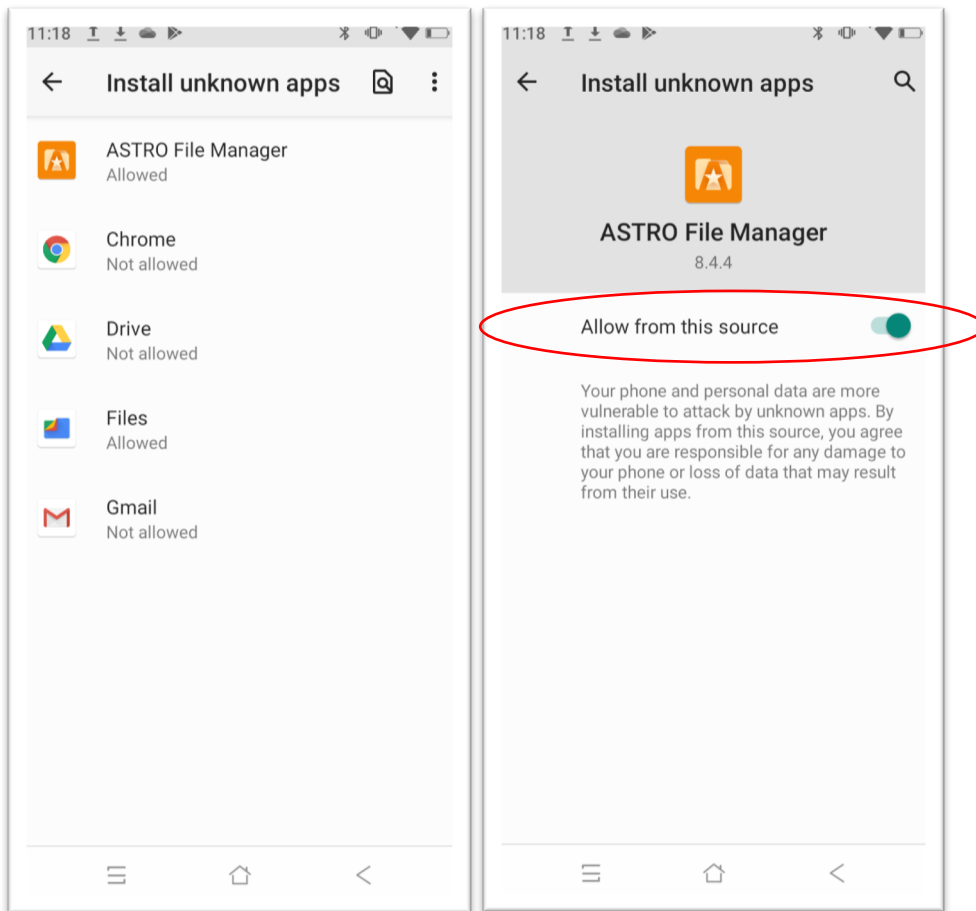 11:18
Install unknown apps
ASTRO File Manager
Allowed
Chrome
Not allowed
Drive
Not allowed
Files
Allowed
Gmail
Not allowed
11:18
Install unknown apps
ASTRO File Manager
8.4.4
Allow from this source
Your phone and personal data are more
vulnerable to attack by unknown apps. By
installing apps from this source, you agree
that you are responsible for any damage to
your phone or loss of data that may result
from their use.